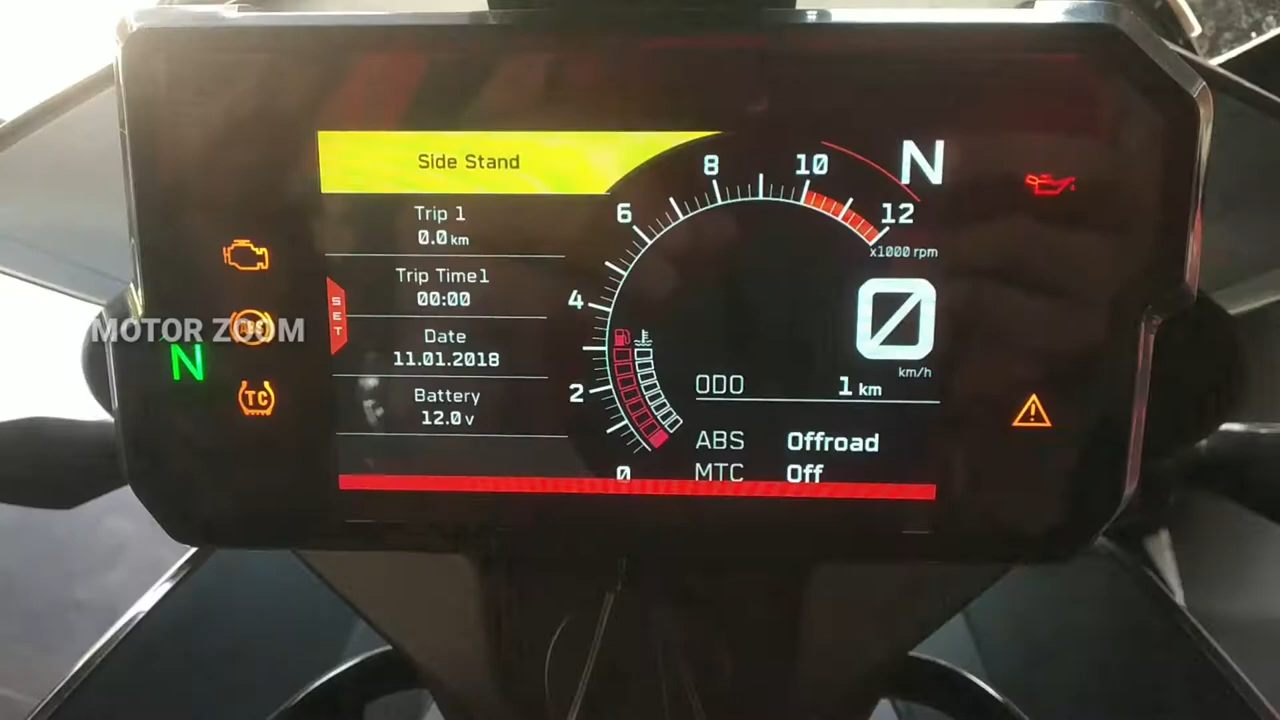 Side Stand
Trip 1
0.0 km
Trip Time1
00:00
Date
11.01.2018
Battery
12.0 v
SET
ABS
MOTOR ZOOM
N
TC
0
2
4
6
8
10
12
x1000 rpm
N
0
km/h
ODO 1 km
ABS Offroad
MTC Off